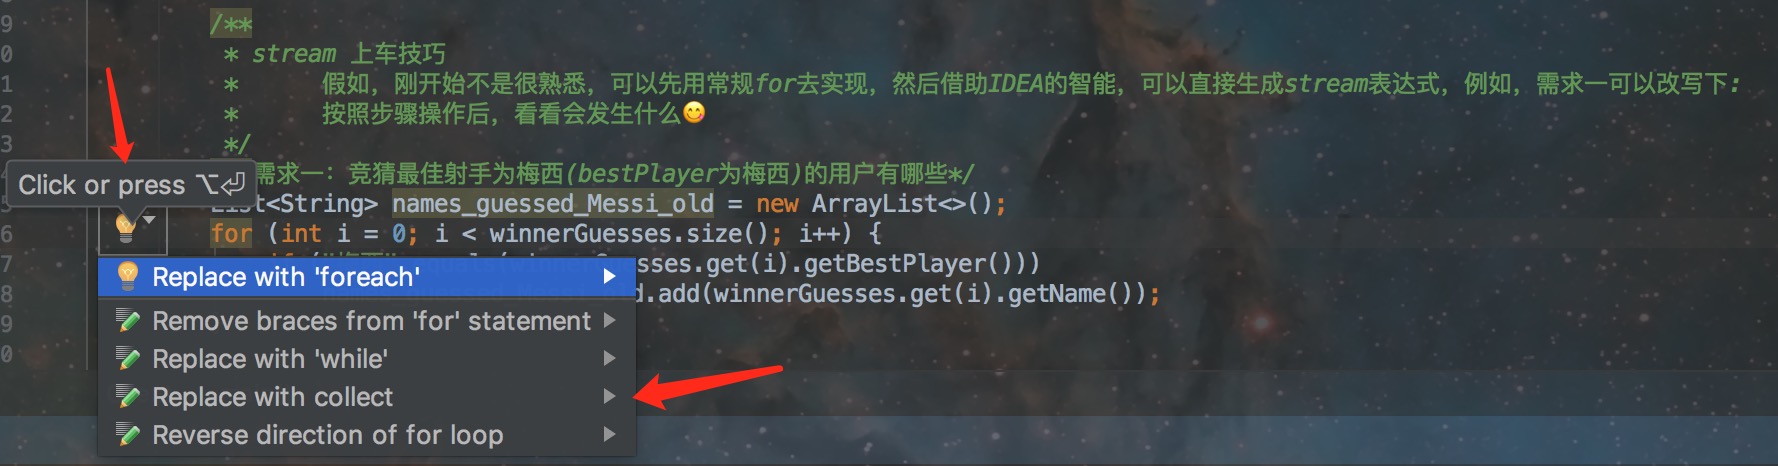 9
/**
0
* stream 上车技巧
1
* 假如，刚开始不是很熟悉，可以先用常规for去实现，然后借助IDEA的智能，可以直接生成stream表达式，例如，需求一可以改写下:
2
* 按照步骤操作后，看看会发生什么😋
3
*/
Click or press ⌥⏎
需求一：竞猜最佳射手为梅西(bestPlayer为梅西)的用户有哪些*/
List<String> names_guessed_Messi_old = new ArrayList<>();
6
for (int i = 0; i < winnerGuesses.size(); i++) {
7
sses.get(i).getBestPlayer()))
8
d.add(winnerGuesses.get(i).getName());
9
0
Replace with 'foreach'
Remove braces from 'for' statement
Replace with 'while'
Replace with collect
Reverse direction of for loop